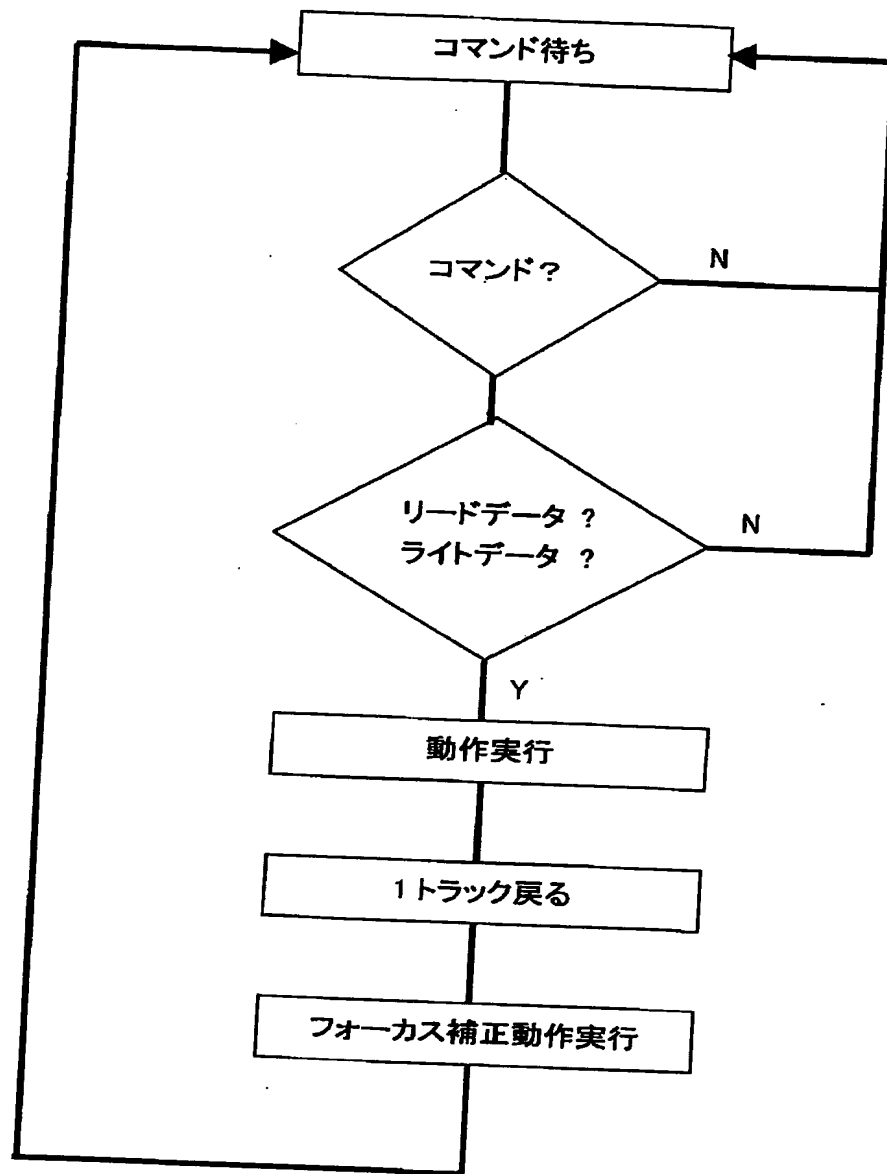 コマンド待ち
コマンド？
N
リードデータ ？
ライトデータ ？
N
Y
動作実行
1トラック戻る
フォーカス補正動作実行